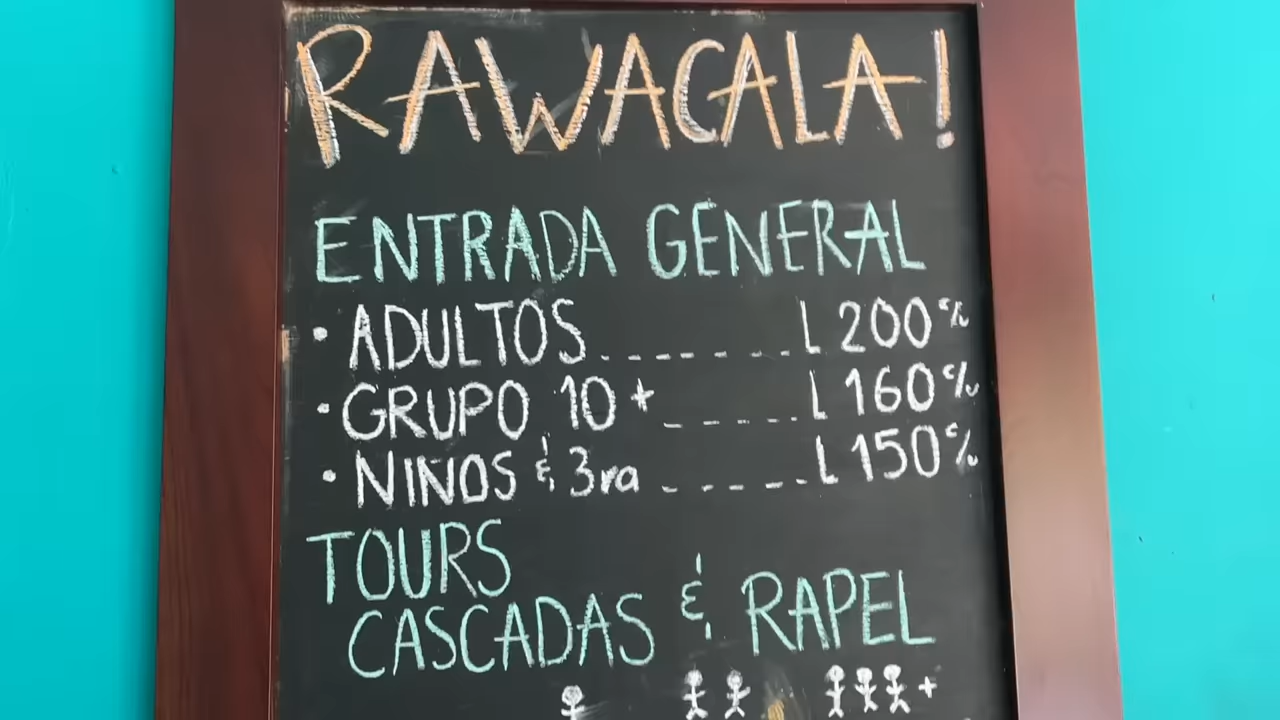 RAWACALA!
ENTRADA GENERAL
• ADULTOS........L 200 c/u
• GRUPO 10+ _ _ _ _ _ L 160 c/u
• NIÑOS & 3ra _ _ _ _ _ L 150 c/u
TOURS
CASCADAS & RAPEL
+